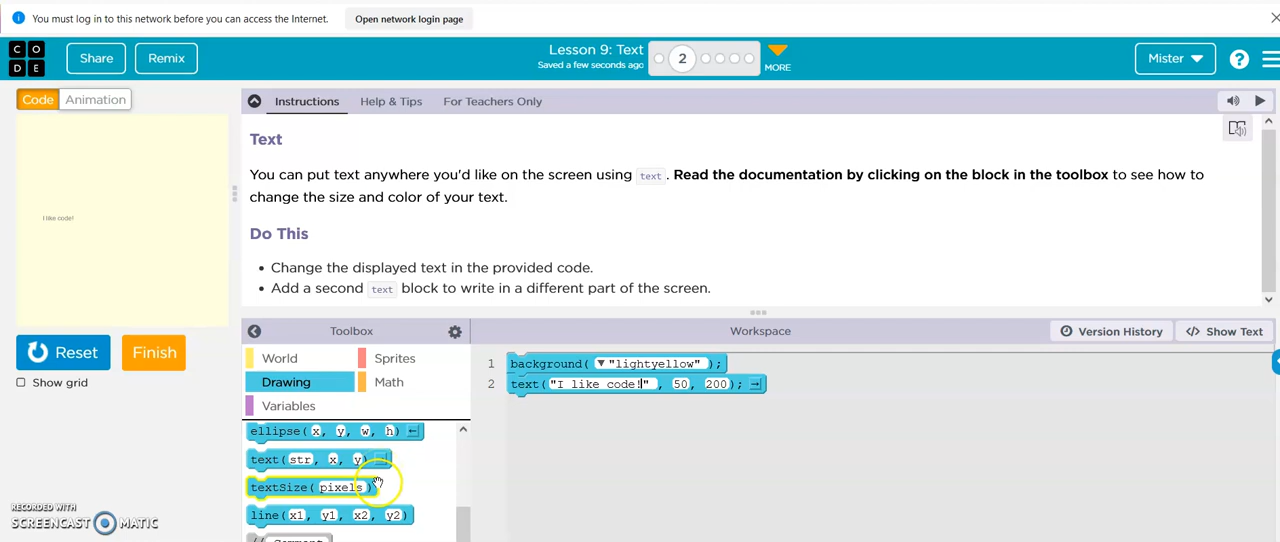 You must log in to this network before you can access the Internet. Open network login page
C O
D E
Share Remix
Lesson 9: Text
Saved a few seconds ago
2
MORE
Mister
?
Code Animation
Instructions Help & Tips For Teachers Only
I like code!
Text
You can put text anywhere you'd like on the screen using text. Read the documentation by clicking on the block in the toolbox to see how to
change the size and color of your text.
Do This
• Change the displayed text in the provided code.
• Add a second text block to write in a different part of the screen.
Reset Finish
Show grid
Toolbox
Workspace
Version History </> Show Text
World Sprites
Drawing Math
Variables
ellipse( x, y, w, h)
text( str, x, y)
textSize( pixels )
line( x1, y1, x2, y2)
// Comment
1 background( "lightyellow" );
2 text( "I like code!" , 50, 200);
RECORDED WITH
SCREENCAST MATIC